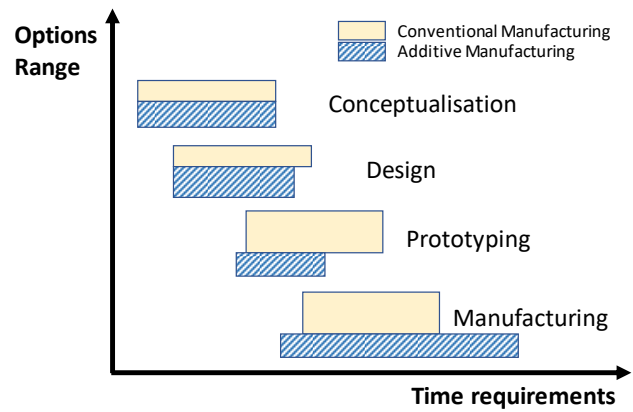 Options
Range
Conventional Manufacturing
Additive Manufacturing
Conceptualisation
Design
Prototyping
Manufacturing
Time requirements